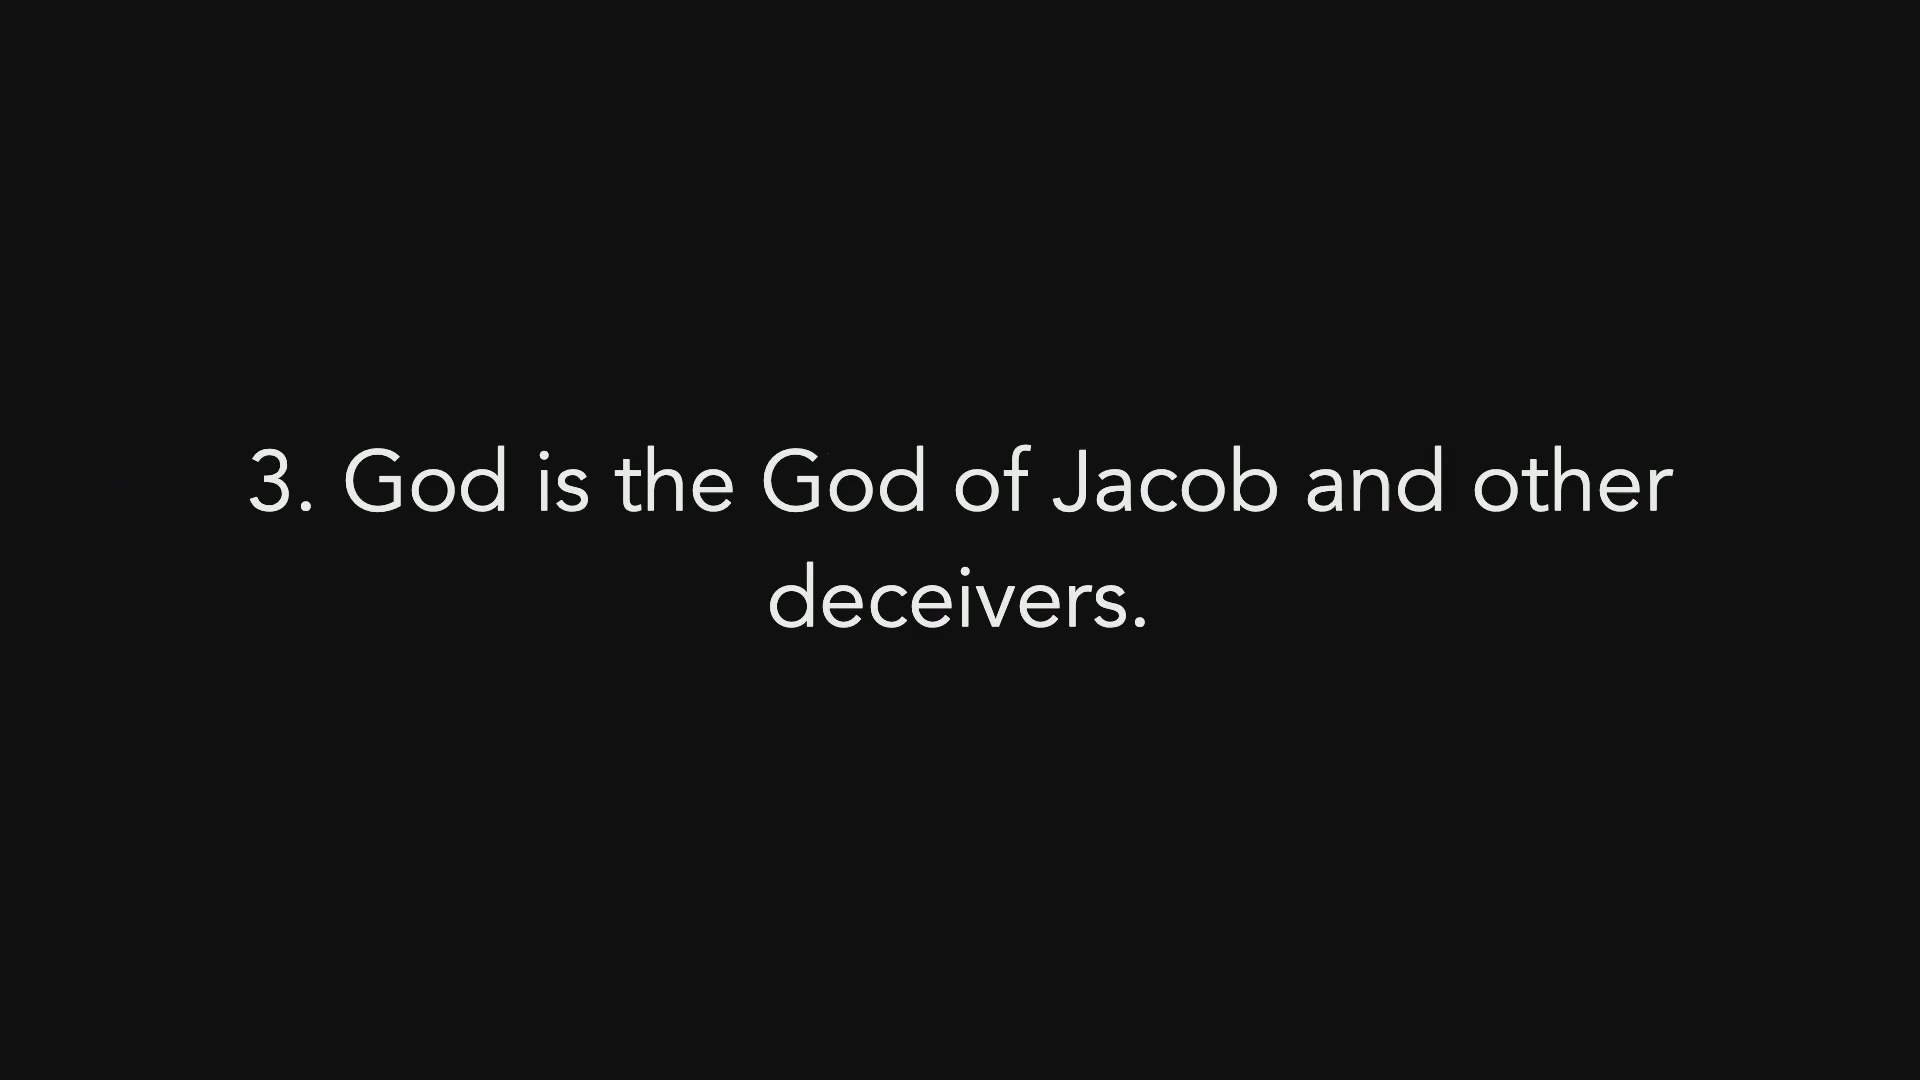 3. God is the God of Jacob and other
deceivers.